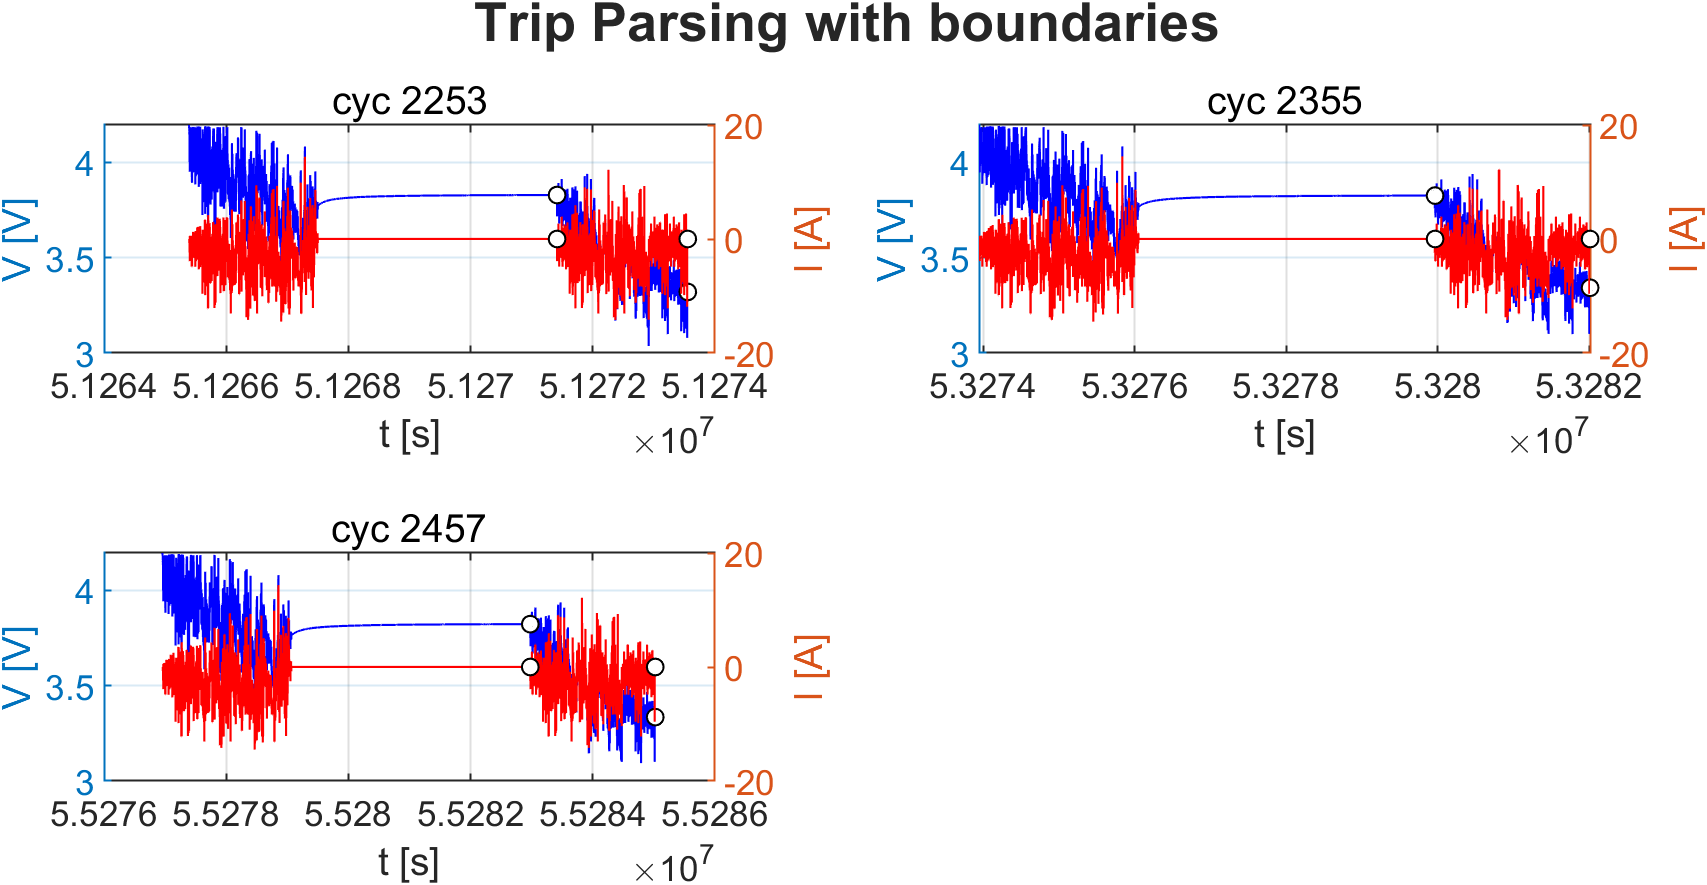 Trip Parsing with boundaries
cyc 2253
V [V]
4
3.5
3
20
0
-20
I [A]
5.1264 5.1266 5.1268 5.127 5.1272 5.1274
t [s]
×10^7
cyc 2355
V [V]
4
3.5
3
20
0
-20
I [A]
5.3274 5.3276 5.3278 5.328 5.3282
t [s]
×10^7
cyc 2457
V [V]
4
3.5
3
20
0
-20
I [A]
5.5276 5.5278 5.528 5.5282 5.5284 5.5286
t [s]
×10^7